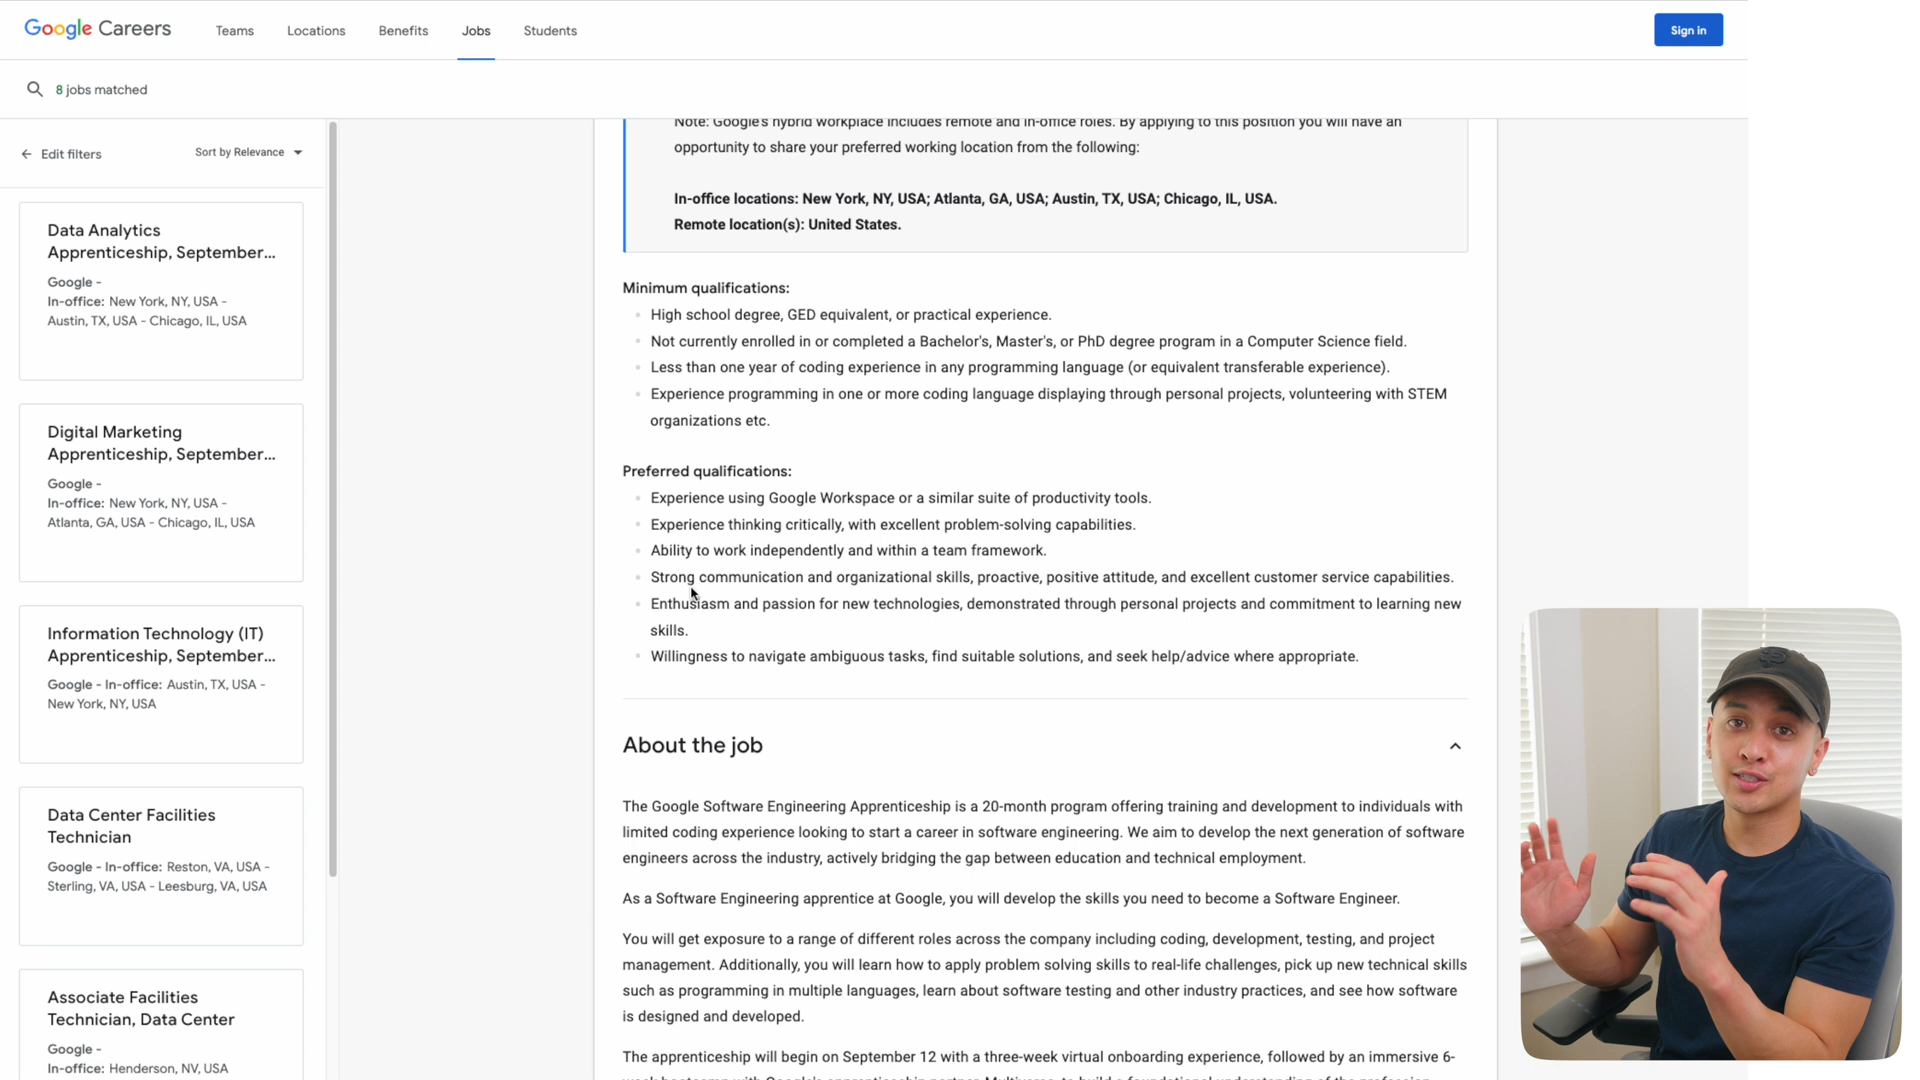 Google Careers
Teams
Locations
Benefits
Jobs
Students
Sign in
8 jobs matched
Edit filters
Sort by Relevance
Data Analytics
Apprenticeship, September...
Google -
In-office: New York, NY, USA -
Austin, TX, USA - Chicago, IL, USA
Digital Marketing
Apprenticeship, September...
Google -
In-office: New York, NY, USA -
Atlanta, GA, USA - Chicago, IL, USA
Information Technology (IT)
Apprenticeship, September...
Google - In-office: Austin, TX, USA -
New York, NY, USA
Data Center Facilities
Technician
Google - In-office: Reston, VA, USA -
Sterling, VA, USA - Leesburg, VA, USA
Associate Facilities
Technician, Data Center
Google -
In-office: Henderson, NV, USA
Note: Google's hybrid workplace includes remote and in-office roles. By applying to this position you will have an
opportunity to share your preferred working location from the following:
In-office locations: New York, NY, USA; Atlanta, GA, USA; Austin, TX, USA; Chicago, IL, USA.
Remote location(s): United States.
Minimum qualifications:
High school degree, GED equivalent, or practical experience.
Not currently enrolled in or completed a Bachelor's, Master's, or PhD degree program in a Computer Science field.
Less than one year of coding experience in any programming language (or equivalent transferable experience).
Experience programming in one or more coding language displaying through personal projects, volunteering with STEM
organizations etc.
Preferred qualifications:
Experience using Google Workspace or a similar suite of productivity tools.
Experience thinking critically, with excellent problem-solving capabilities.
Ability to work independently and within a team framework.
Strong communication and organizational skills, proactive, positive attitude, and excellent customer service capabilities.
Enthusiasm and passion for new technologies, demonstrated through personal projects and commitment to learning new
skills.
Willingness to navigate ambiguous tasks, find suitable solutions, and seek help/advice where appropriate.
About the job
The Google Software Engineering Apprenticeship is a 20-month program offering training and development to individuals with
limited coding experience looking to start a career in software engineering. We aim to develop the next generation of software
engineers across the industry, actively bridging the gap between education and technical employment.
As a Software Engineering apprentice at Google, you will develop the skills you need to become a Software Engineer.
You will get exposure to a range of different roles across the company including coding, development, testing, and project
management. Additionally, you will learn how to apply problem solving skills to real-life challenges, pick up new technical skills
such as programming in multiple languages, learn about software testing and other industry practices, and see how software
is designed and developed.
The apprenticeship will begin on September 12 with a three-week virtual onboarding experience, followed by an immersive 6-